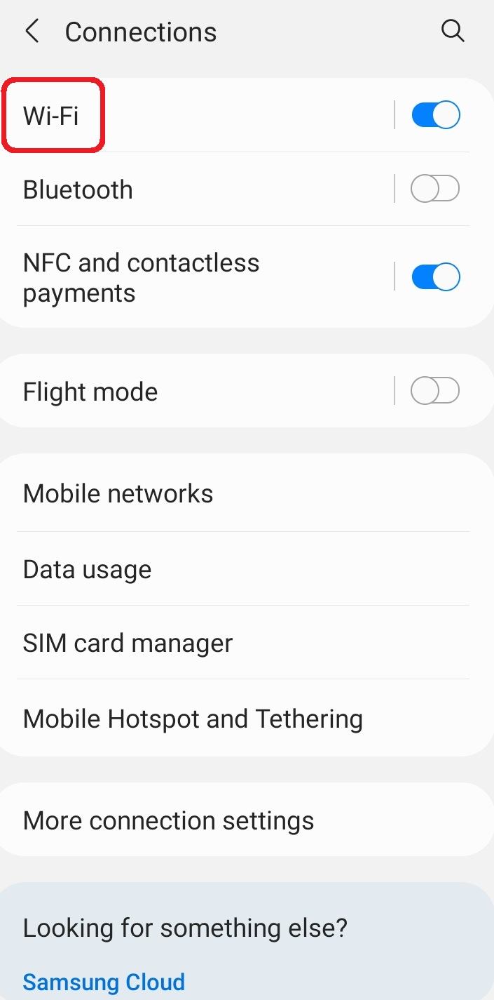 Connections
Wi-Fi
Bluetooth
NFC and contactless
payments
Flight mode
Mobile networks
Data usage
SIM card manager
Mobile Hotspot and Tethering
More connection settings
Looking for something else?
Samsung Cloud